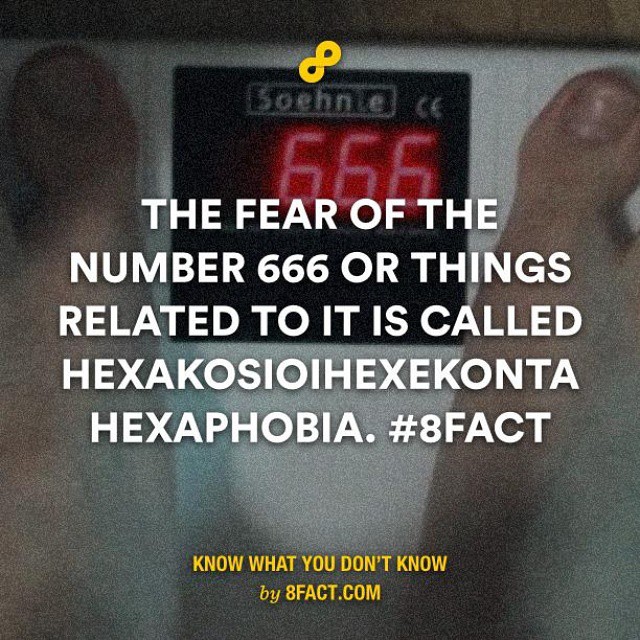 Soehnle CE
666
THE FEAR OF THE
NUMBER 666 OR THINGS
RELATED TO IT IS CALLED
HEXAKOSIOIHEXEKONTA
HEXAPHOBIA. #8FACT
KNOW WHAT YOU DON'T KNOW
by 8FACT.COM